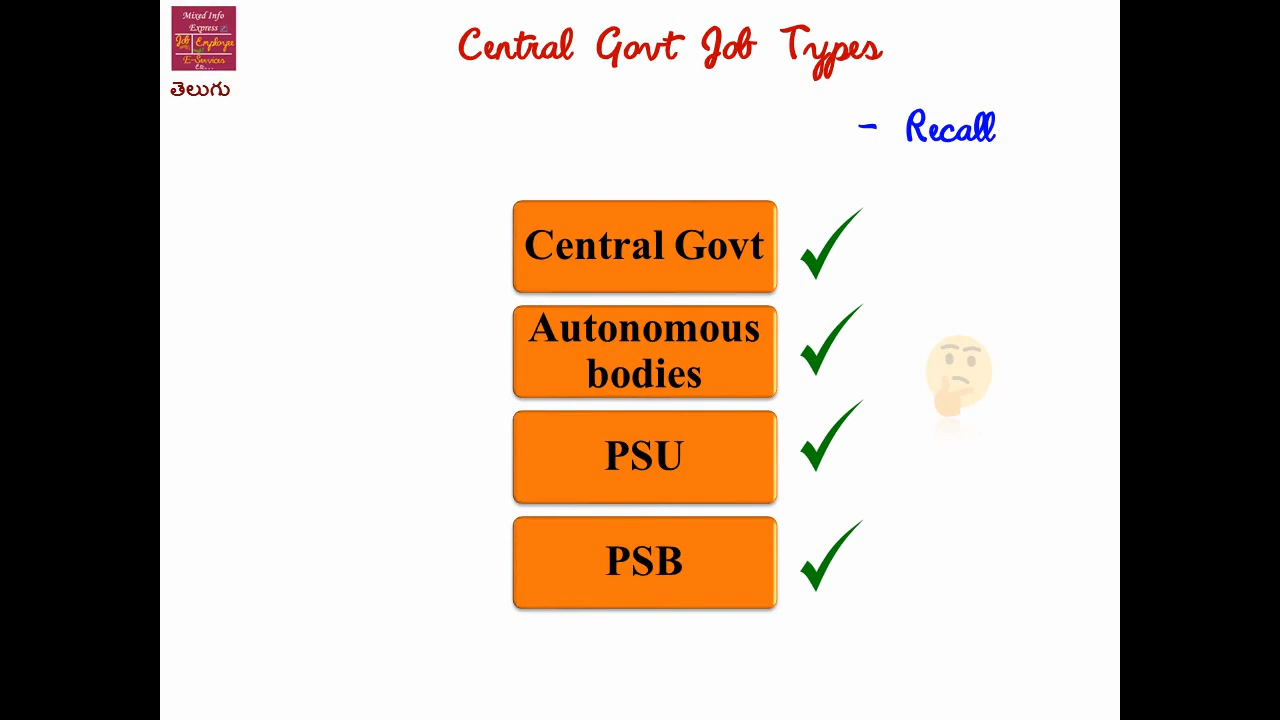 Mixed Info
Express
Job
Employee
E-Services
తెలుగు
Central Govt Job Types
- Recall
Central Govt
Autonomous
bodies
PSU
PSB